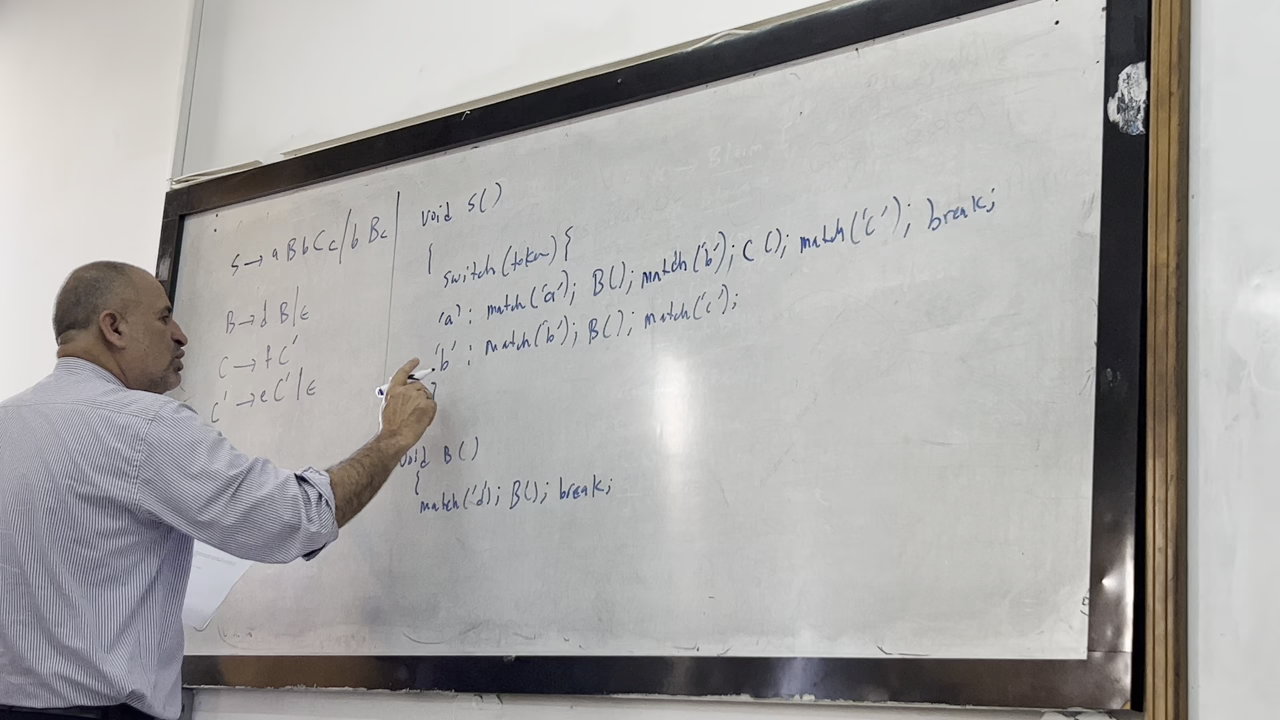 S → a B b C c / b B c
B → d B / ε
C → f C'
C' → e C' / ε
void S()
{
switch(token) {
'a' : match('a'); B(); match('b'); C(); match('c'); break;
'b' : match('b'); B(); match('c');
}
void B()
{
match('d'); B(); break;